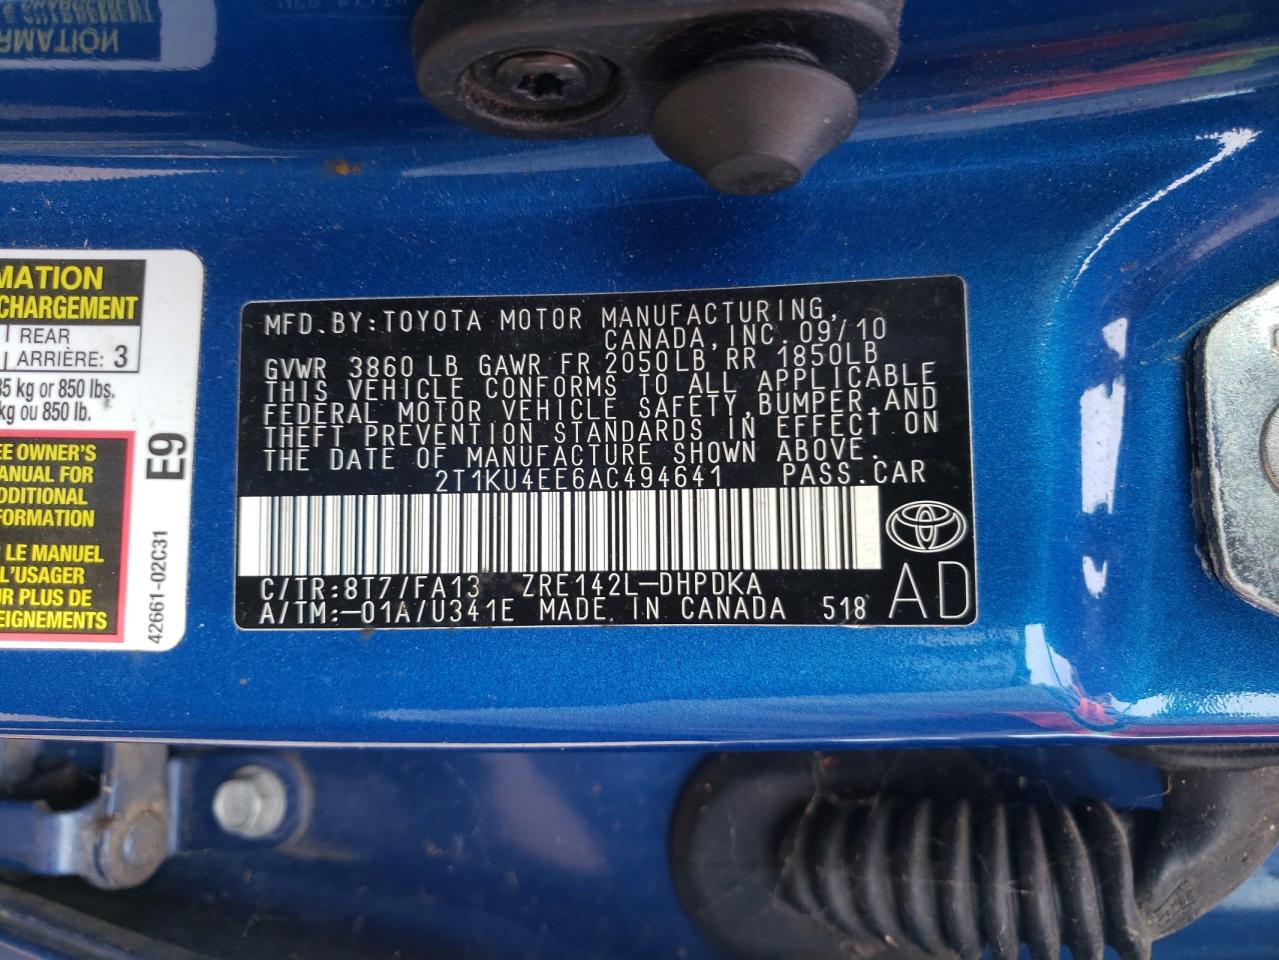 RMATION
MATION
CHARGEMENT
REAR
ARRIÈRE: 3
85 kg or 850 lbs.
kg ou 850 lb.
EE OWNER'S
ANUAL FOR
DDITIONAL
FORMATION
LE MANUEL
L'USAGER
UR PLUS DE
EIGNEMENTS
E9
42661-02C31
MFD.BY:TOYOTA MOTOR MANUFACTURING,
CANADA,INC.09/10
GVWR 3860LB GAWR FR 2050LB RR 1850LB
THIS VEHICLE CONFORMS TO ALL APPLICABLE
FEDERAL MOTOR VEHICLE SAFETY,BUMPER,AND
THEFT PREVENTION STANDARDS IN EFFECT ON
THE DATE OF MANUFACTURE SHOWN ABOVE.
2T1KU4EE6AC494641 PASS.CAR
C/TR:8T7/FA13 ZRE142L-DHPDKA
A/TM:-01A/U341E MADE IN CANADA 518 AD